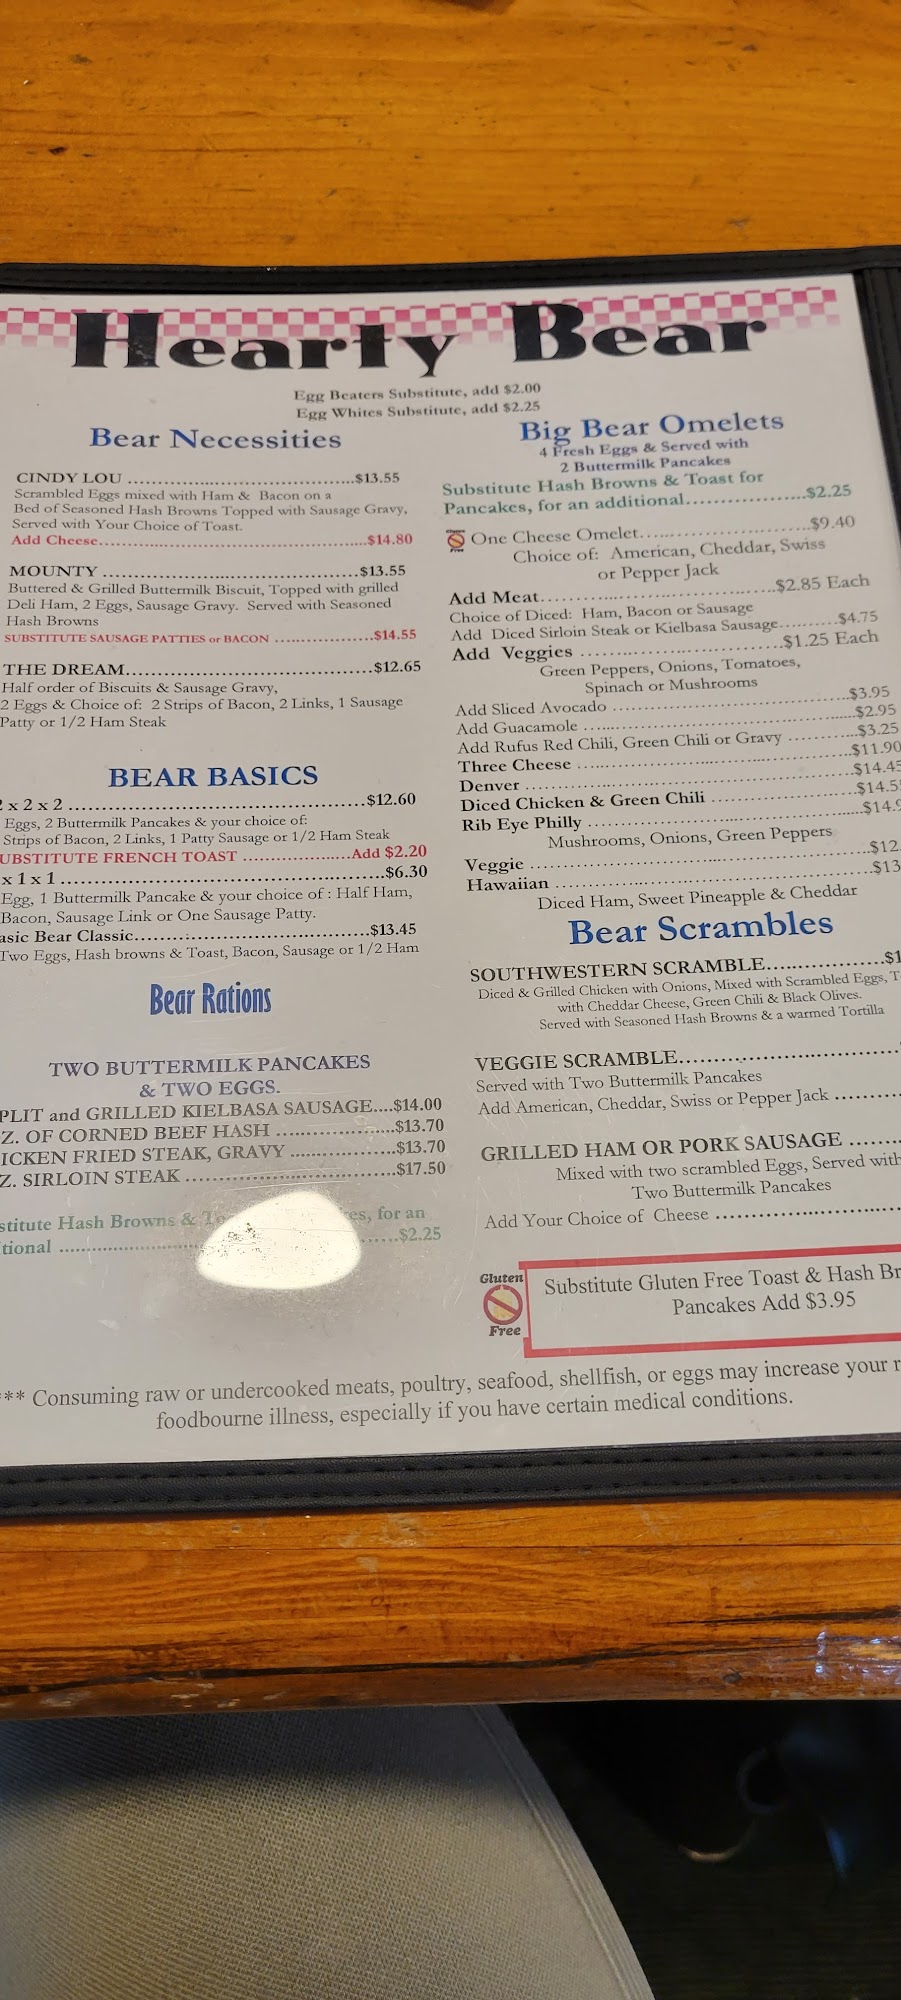 Hearty Bear
Egg Beaters Substitute, add $2.00
Egg Whites Substitute, add $2.25
Bear Necessities
CINDY LOU ...............................................$13.55
Scrambled Eggs mixed with Ham & Bacon on a
Bed of Seasoned Hash Browns Topped with Sausage Gravy,
Served with Your Choice of Toast.
Add Cheese.......................................................$14.80
MOUNTY ...................................................$13.55
Buttered & Grilled Buttermilk Biscuit, Topped with grilled
Deli Ham, 2 Eggs, Sausage Gravy. Served with Seasoned
Hash Browns
SUBSTITUTE SAUSAGE PATTIES or BACON ....................$14.55
THE DREAM.................................................$12.65
Half order of Biscuits & Sausage Gravy,
2 Eggs & Choice of: 2 Strips of Bacon, 2 Links, 1 Sausage
Patty or 1/2 Ham Steak
BEAR BASICS
x 2 x 2 ..........................................................$12.60
Eggs, 2 Buttermilk Pancakes & your choice of:
Strips of Bacon, 2 Links, 1 Patty Sausage or 1/2 Ham Steak
UBSTITUTE FRENCH TOAST ......................Add $2.20
x 1 x 1 ...........................................................$6.30
Egg, 1 Buttermilk Pancake & your choice of : Half Ham,
Bacon, Sausage Link or One Sausage Patty.
asic Bear Classic..............................................$13.45
Two Eggs, Hash browns & Toast, Bacon, Sausage or 1/2 Ham
Bear Rations
TWO BUTTERMILK PANCAKES
& TWO EGGS.
PLIT and GRILLED KIELBASA SAUSAGE....$14.00
Z. OF CORNED BEEF HASH .......................$13.70
ICKEN FRIED STEAK, GRAVY ....................$13.70
Z. SIRLOIN STEAK .......................................$17.50
stitute Hash Browns & es, for an
tional ...............................$2.25
Big Bear Omelets
4 Fresh Eggs & Served with
2 Buttermilk Pancakes
Substitute Hash Browns & Toast for
Pancakes, for an additional......................$2.25
One Cheese Omelet...............................$9.40
Choice of: American, Cheddar, Swiss
or Pepper Jack
Add Meat..........................................$2.85 Each
Choice of Diced: Ham, Bacon or Sausage
Add Diced Sirloin Steak or Kielbasa Sausage...........$4.75
Add Veggies .....................................$1.25 Each
Green Peppers, Onions, Tomatoes,
Spinach or Mushrooms
Add Sliced Avocado ..........................................$3.95
Add Guacamole ................................................$2.95
Add Rufus Red Chili, Green Chili or Gravy ............$3.25
Three Cheese ................................................$11.90
Denver .........................................................$14.45
Diced Chicken & Green Chili .........................$14.5
Rib Eye Philly ................................................$14.9
Mushrooms, Onions, Green Peppers
Veggie ............................................................$12.
Hawaiian .......................................................$13
Diced Ham, Sweet Pineapple & Cheddar
Bear Scrambles
SOUTHWESTERN SCRAMBLE....................$1
Diced & Grilled Chicken with Onions, Mixed with Scrambled Eggs, T
with Cheddar Cheese, Green Chili & Black Olives.
Served with Seasoned Hash Browns & a warmed Tortilla
VEGGIE SCRAMBLE.....................................
Served with Two Buttermilk Pancakes
Add American, Cheddar, Swiss or Pepper Jack ..........
GRILLED HAM OR PORK SAUSAGE ........
Mixed with two scrambled Eggs, Served with
Two Buttermilk Pancakes
Add Your Choice of Cheese ...............................
Gluten
Free
Substitute Gluten Free Toast & Hash Br
Pancakes Add $3.95
** Consuming raw or undercooked meats, poultry, seafood, shellfish, or eggs may increase your r
foodbourne illness, especially if you have certain medical conditions.